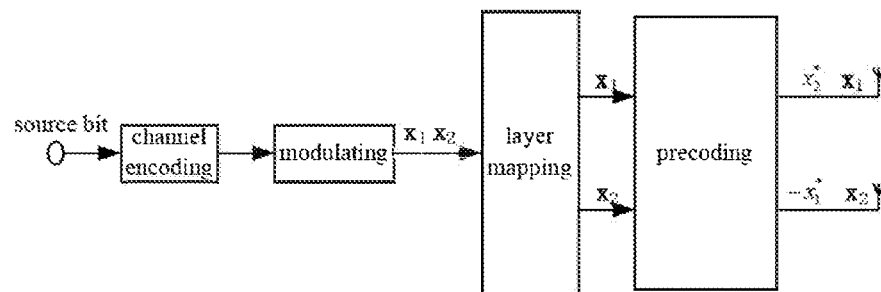 source bit
channel
encoding
modulating
x₁ x₂
layer
mapping
x₁
x₂
precoding
x₂* x₁
−x₁* x₂